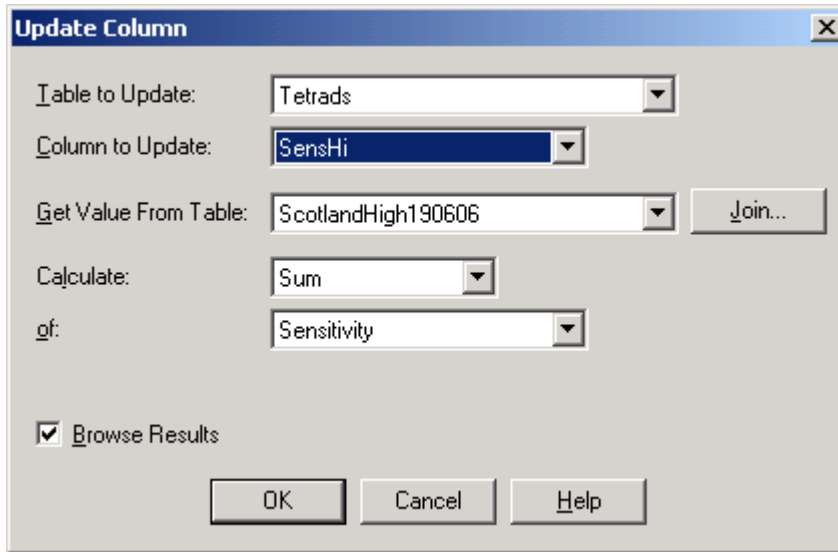 Update Column
Table to Update: Tetrads
Column to Update: SensHi
Get Value From Table: ScotlandHigh190606 Join...
Calculate: Sum
of: Sensitivity
Browse Results
OK Cancel Help